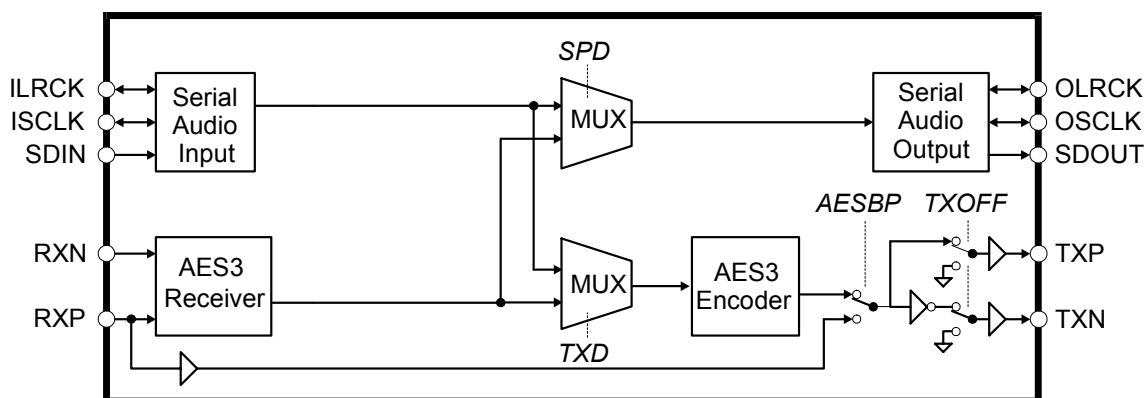 SPD
ILRCK
ISCLK
SDIN
Serial
Audio
Input
MUX
Serial
Audio
Output
OLRCK
OSCLK
SDOUT
AESBP
TXOFF
RXN
RXP
AES3
Receiver
MUX
TXD
AES3
Encoder
TXP
TXN